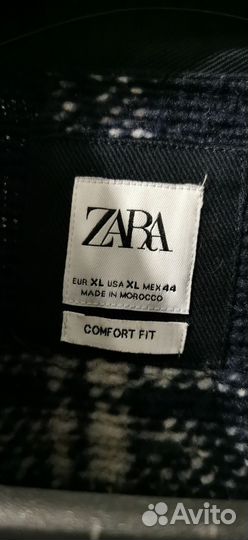 ZARA
EUR XL USA XL MEX 44
MADE IN MOROCCO
COMFORT FIT
Avito